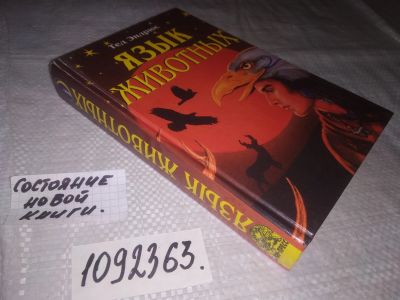 Тед Эндрюс
ЯЗЫК
ЖИВОТНЫХ
ЯЗЫК ЖИВОТНЫХ
СОСТОЯНИЕ
НОВОЙ
КНИГИ.
1092363.